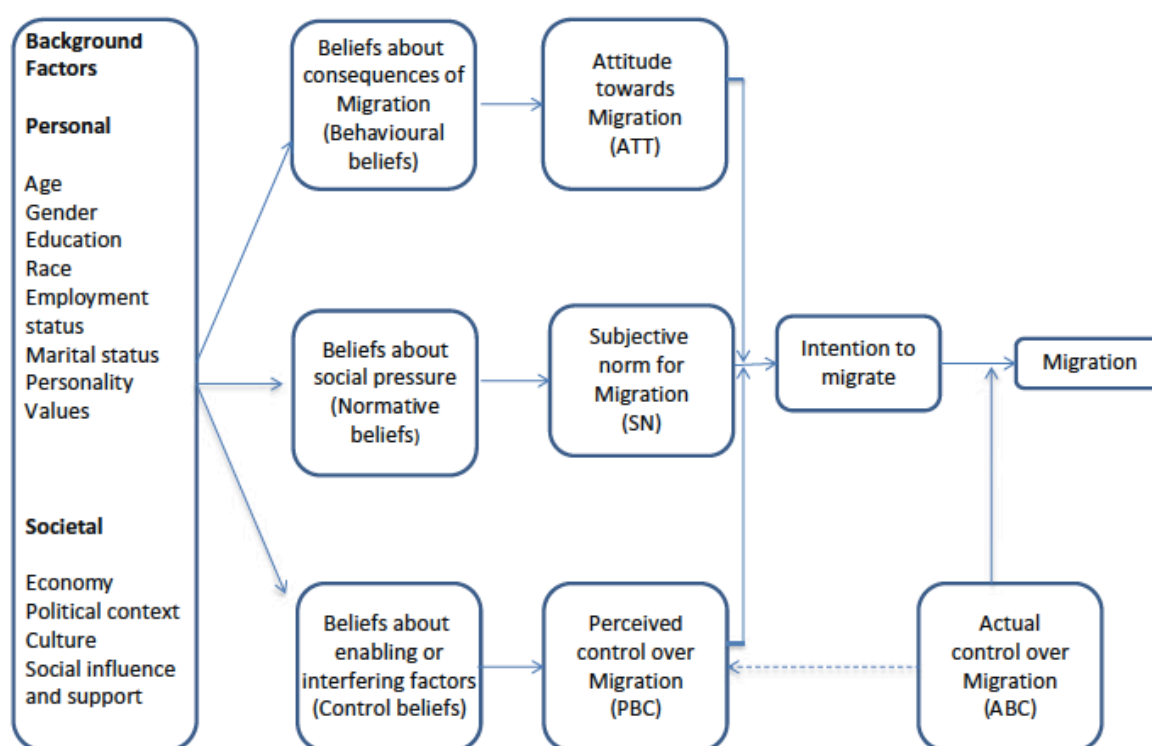 Background
Factors
Personal
Age
Gender
Education
Race
Employment
status
Marital status
Personality
Values
Societal
Economy
Political context
Culture
Social influence
and support
Beliefs about
consequences of
Migration
(Behavioural
beliefs)
Attitude
towards
Migration
(ATT)
Beliefs about
social pressure
(Normative
beliefs)
Subjective
norm for
Migration
(SN)
Intention to
migrate
Migration
Beliefs about
enabling or
interfering factors
(Control beliefs)
Perceived
control over
Migration
(PBC)
Actual
control over
Migration
(ABC)